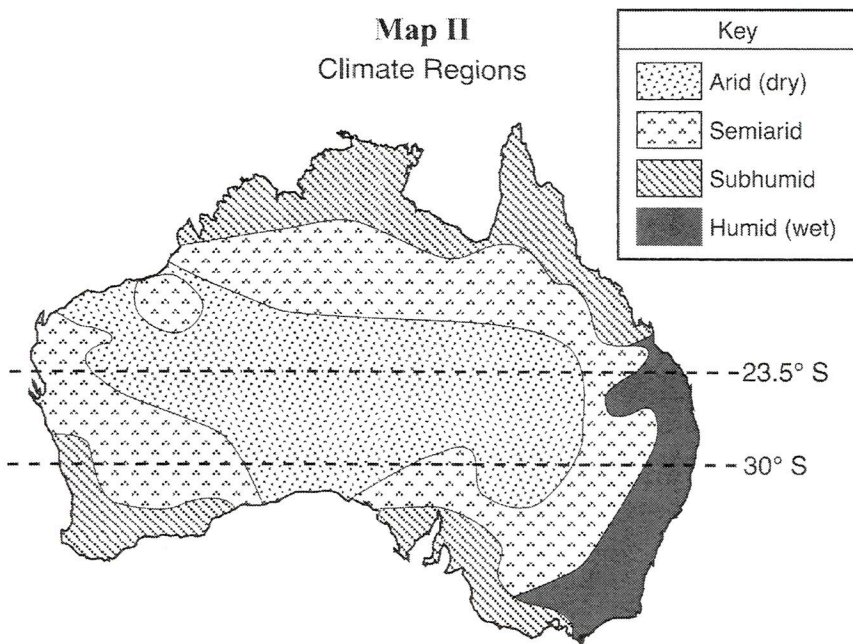 Map II
Climate Regions
Key
Arid (dry)
Semiarid
Subhumid
Humid (wet)
23.5° S
30° S